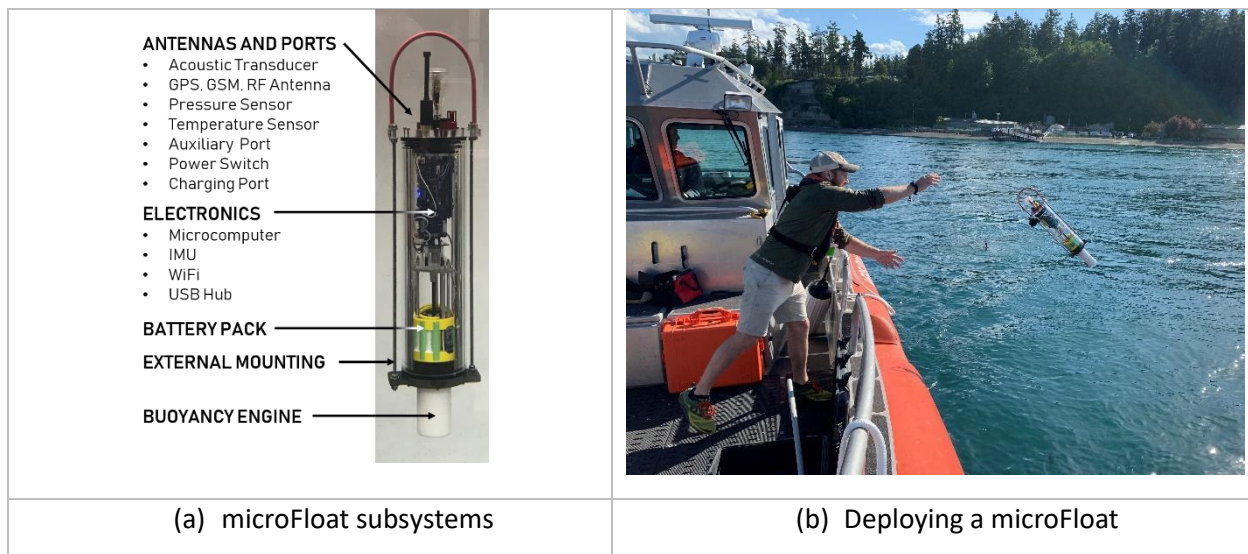 ANTENNAS AND PORTS
• Acoustic Transducer
• GPS, GSM, RF Antenna
• Pressure Sensor
• Temperature Sensor
• Auxiliary Port
• Power Switch
• Charging Port
ELECTRONICS
• Microcomputer
• IMU
• WiFi
• USB Hub
BATTERY PACK
EXTERNAL MOUNTING
BUOYANCY ENGINE
(a) microFloat subsystems
(b) Deploying a microFloat